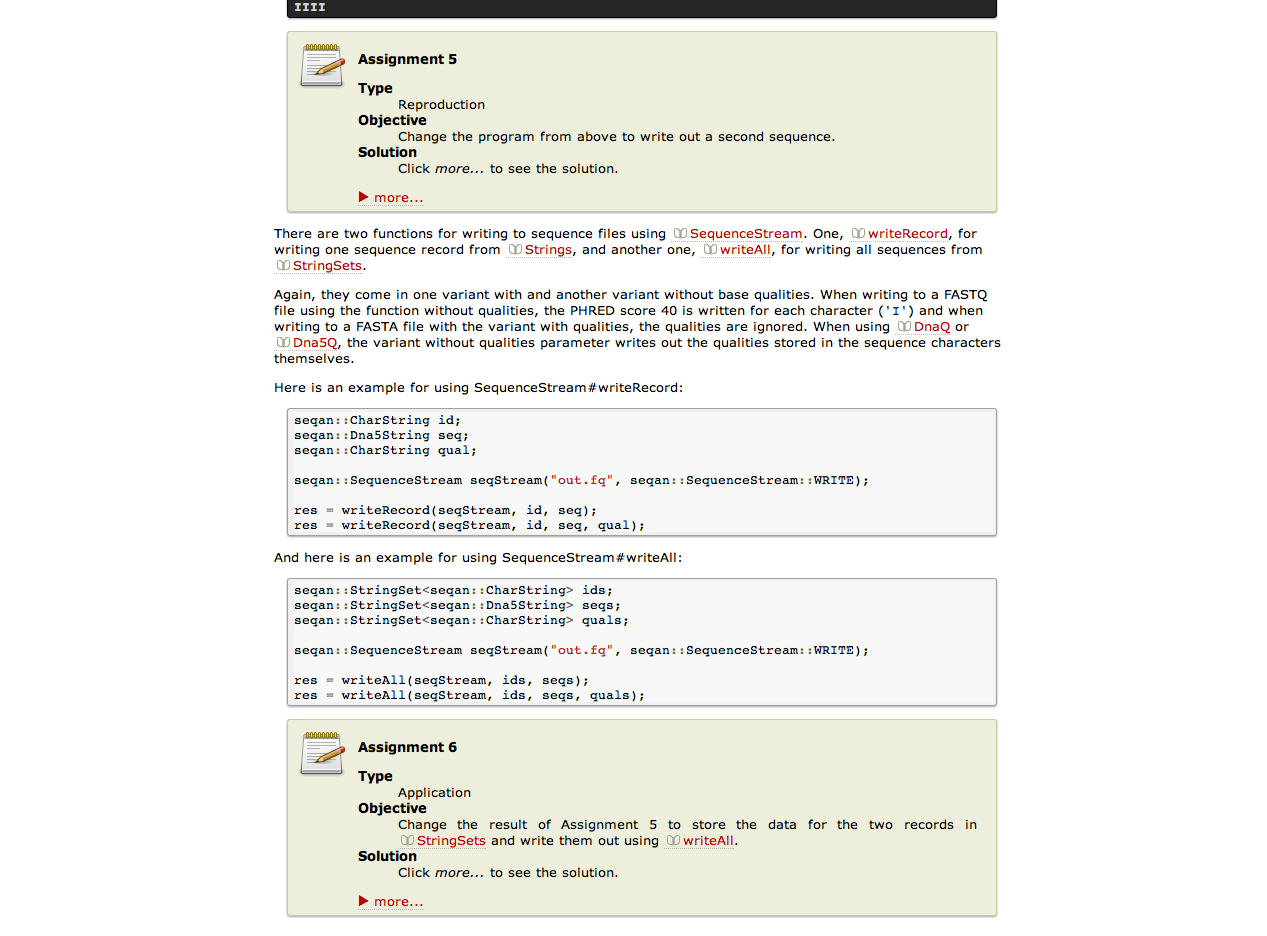 IIII
Assignment 5
Type
Reproduction
Objective
Change the program from above to write out a second sequence.
Solution
Click more... to see the solution.
more...
There are two functions for writing to sequence files using SequenceStream. One, writeRecord, for
writing one sequence record from Strings, and another one, writeAll, for writing all sequences from
StringSets.
Again, they come in one variant with and another variant without base qualities. When writing to a FASTQ
file using the function without qualities, the PHRED score 40 is written for each character ('I') and when
writing to a FASTA file with the variant with qualities, the qualities are ignored. When using DnaQ or
Dna5Q, the variant without qualities parameter writes out the qualities stored in the sequence characters
themselves.
Here is an example for using SequenceStream#writeRecord:
seqan::CharString id;
seqan::Dna5String seq;
seqan::CharString qual;
seqan::SequenceStream seqStream("out.fq", seqan::SequenceStream::WRITE);
res = writeRecord(seqStream, id, seq);
res = writeRecord(seqStream, id, seq, qual);
And here is an example for using SequenceStream#writeAll:
seqan::StringSet<seqan::CharString> ids;
seqan::StringSet<seqan::Dna5String> seqs;
seqan::StringSet<seqan::CharString> quals;
seqan::SequenceStream seqStream("out.fq", seqan::SequenceStream::WRITE);
res = writeAll(seqStream, ids, seqs);
res = writeAll(seqStream, ids, seqs, quals);
Assignment 6
Type
Application
Objective
Change the result of Assignment 5 to store the data for the two records in
StringSets and write them out using writeAll.
Solution
Click more... to see the solution.
more...